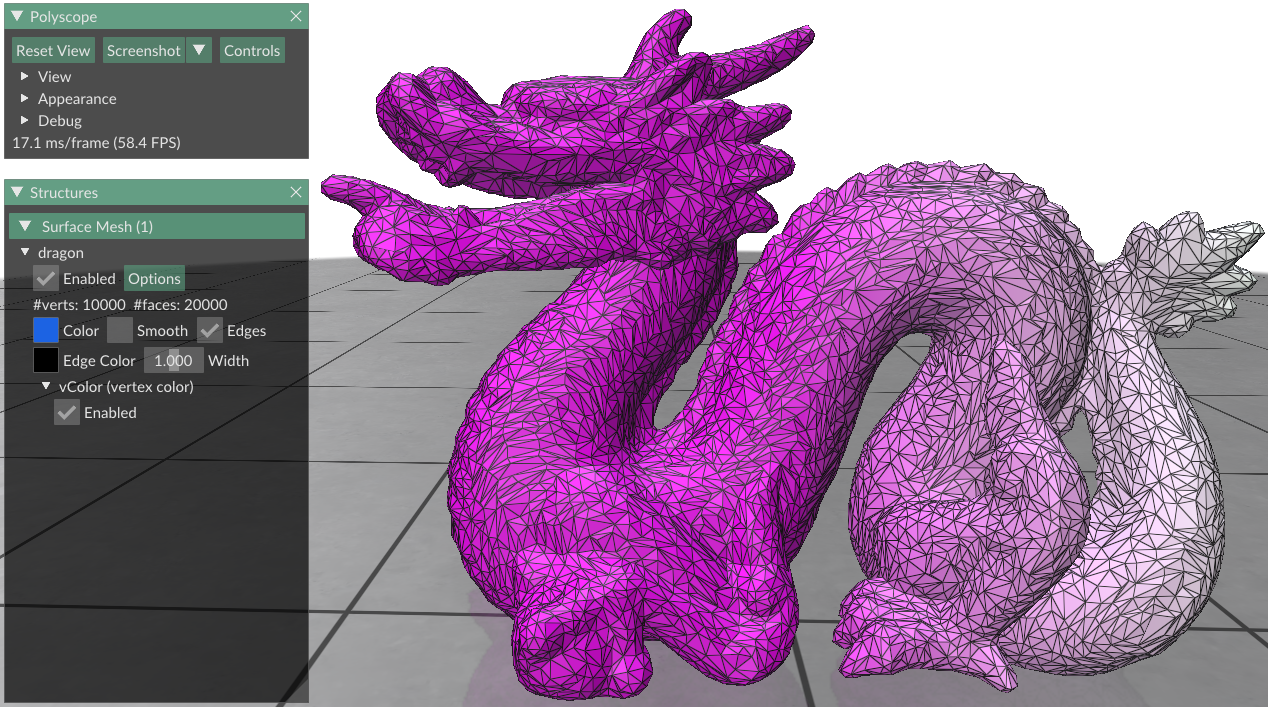 Polyscope
Reset View Screenshot Controls
View
Appearance
Debug
17.1 ms/frame (58.4 FPS)
Structures
Surface Mesh (1)
dragon
Enabled Options
#verts: 10000 #faces: 20000
Color Smooth Edges
Edge Color 1.000 Width
vColor (vertex color)
Enabled